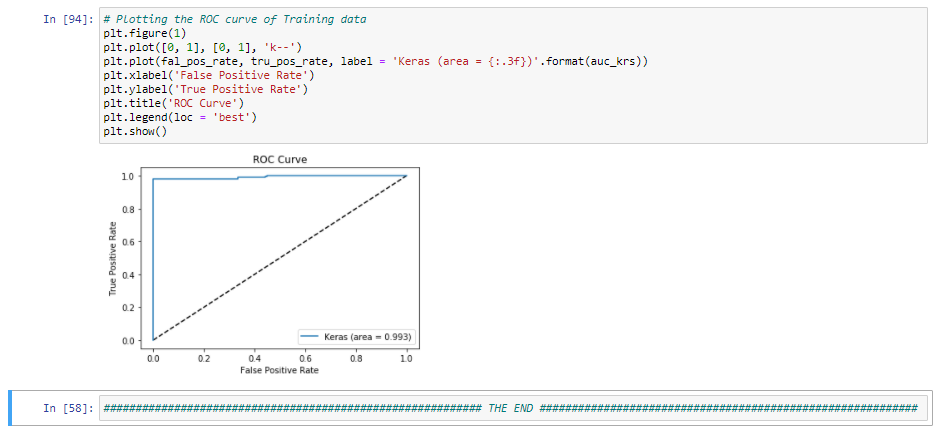 In [94]: # Plotting the ROC curve of Training data
plt.figure(1)
plt.plot([0, 1], [0, 1], 'k--')
plt.plot(fal_pos_rate, tru_pos_rate, label = 'Keras (area = {:.3f})'.format(auc_krs))
plt.xlabel('False Positive Rate')
plt.ylabel('True Positive Rate')
plt.title('ROC Curve')
plt.legend(loc = 'best')
plt.show()
ROC Curve
True Positive Rate
1.0
0.8
0.6
0.4
0.2
0.0
Keras (area = 0.993)
0.0 0.2 0.4 0.6 0.8 1.0
False Positive Rate
In [58]: ########################################################### THE END ###########################################################